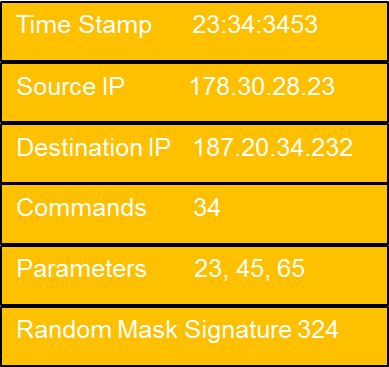 Time Stamp 23:34:3453
Source IP 178.30.28.23
Destination IP 187.20.34.232
Commands 34
Parameters 23, 45, 65
Random Mask Signature 324